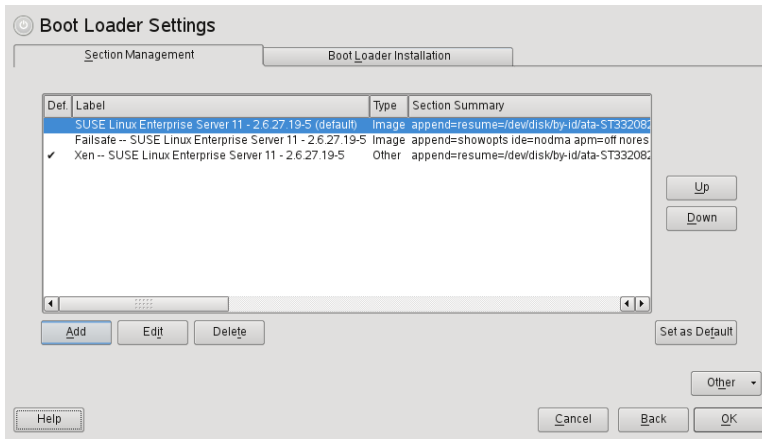 Boot Loader Settings
Section Management
Boot Loader Installation
Def. Label Type Section Summary
SUSE Linux Enterprise Server 11 - 2.6.27.19-5 (default) Image append=resume=/dev/disk/by-id/ata-ST332082
Failsafe -- SUSE Linux Enterprise Server 11 - 2.6.27.19-5 Image append=showopts ide=nodma apm=off nores
✔ Xen -- SUSE Linux Enterprise Server 11 - 2.6.27.19-5 Other append=resume=/dev/disk/by-id/ata-ST332082
Up
Down
Add Edit Delete Set as Default
Other
Help Cancel Back OK